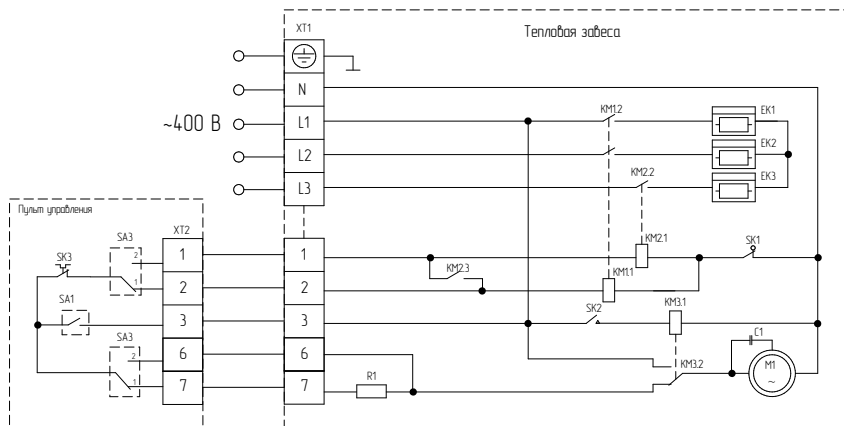 XT1
Тепловая завеса
N
~400 В
L1
L2
L3
KM1.2
EK1
EK2
KM2.2
EK3
Пульт управления
SA3
XT2
SK3
2
1
1
1
2
2
KM2.3
KM2.1
SK1
KM1.1
SA1
3
3
SK2
KM3.1
SA3
2
1
6
6
7
7
R1
KM3.2
C1
M1
~